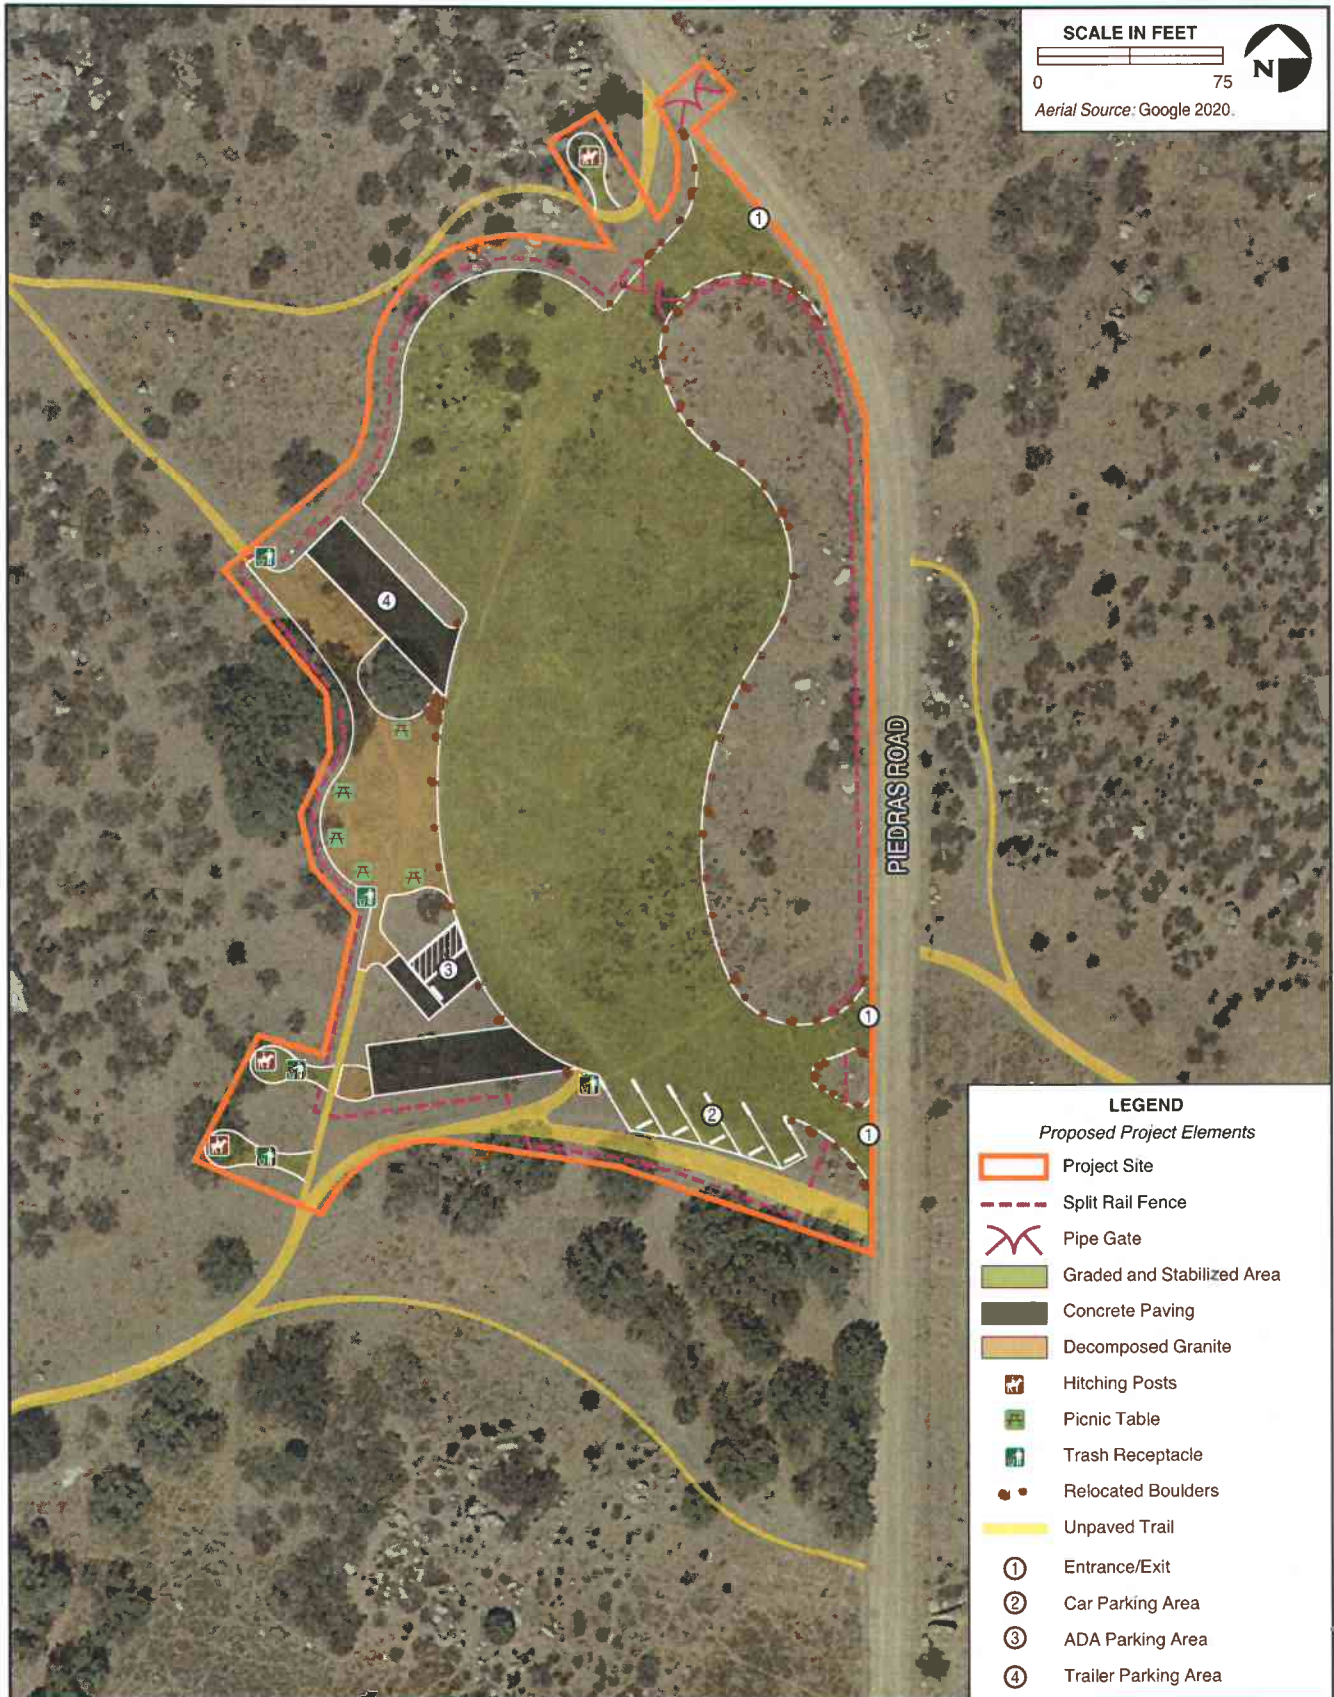 SCALE IN FEET
0 75
N
Aerial Source: Google 2020.
1
4
PIEDRAS ROAD
3
1
2
1
LEGEND
Proposed Project Elements
Project Site
Split Rail Fence
Pipe Gate
Graded and Stabilized Area
Concrete Paving
Decomposed Granite
Hitching Posts
Picnic Table
Trash Receptacle
Relocated Boulders
Unpaved Trail
1 Entrance/Exit
2 Car Parking Area
3 ADA Parking Area
4 Trailer Parking Area